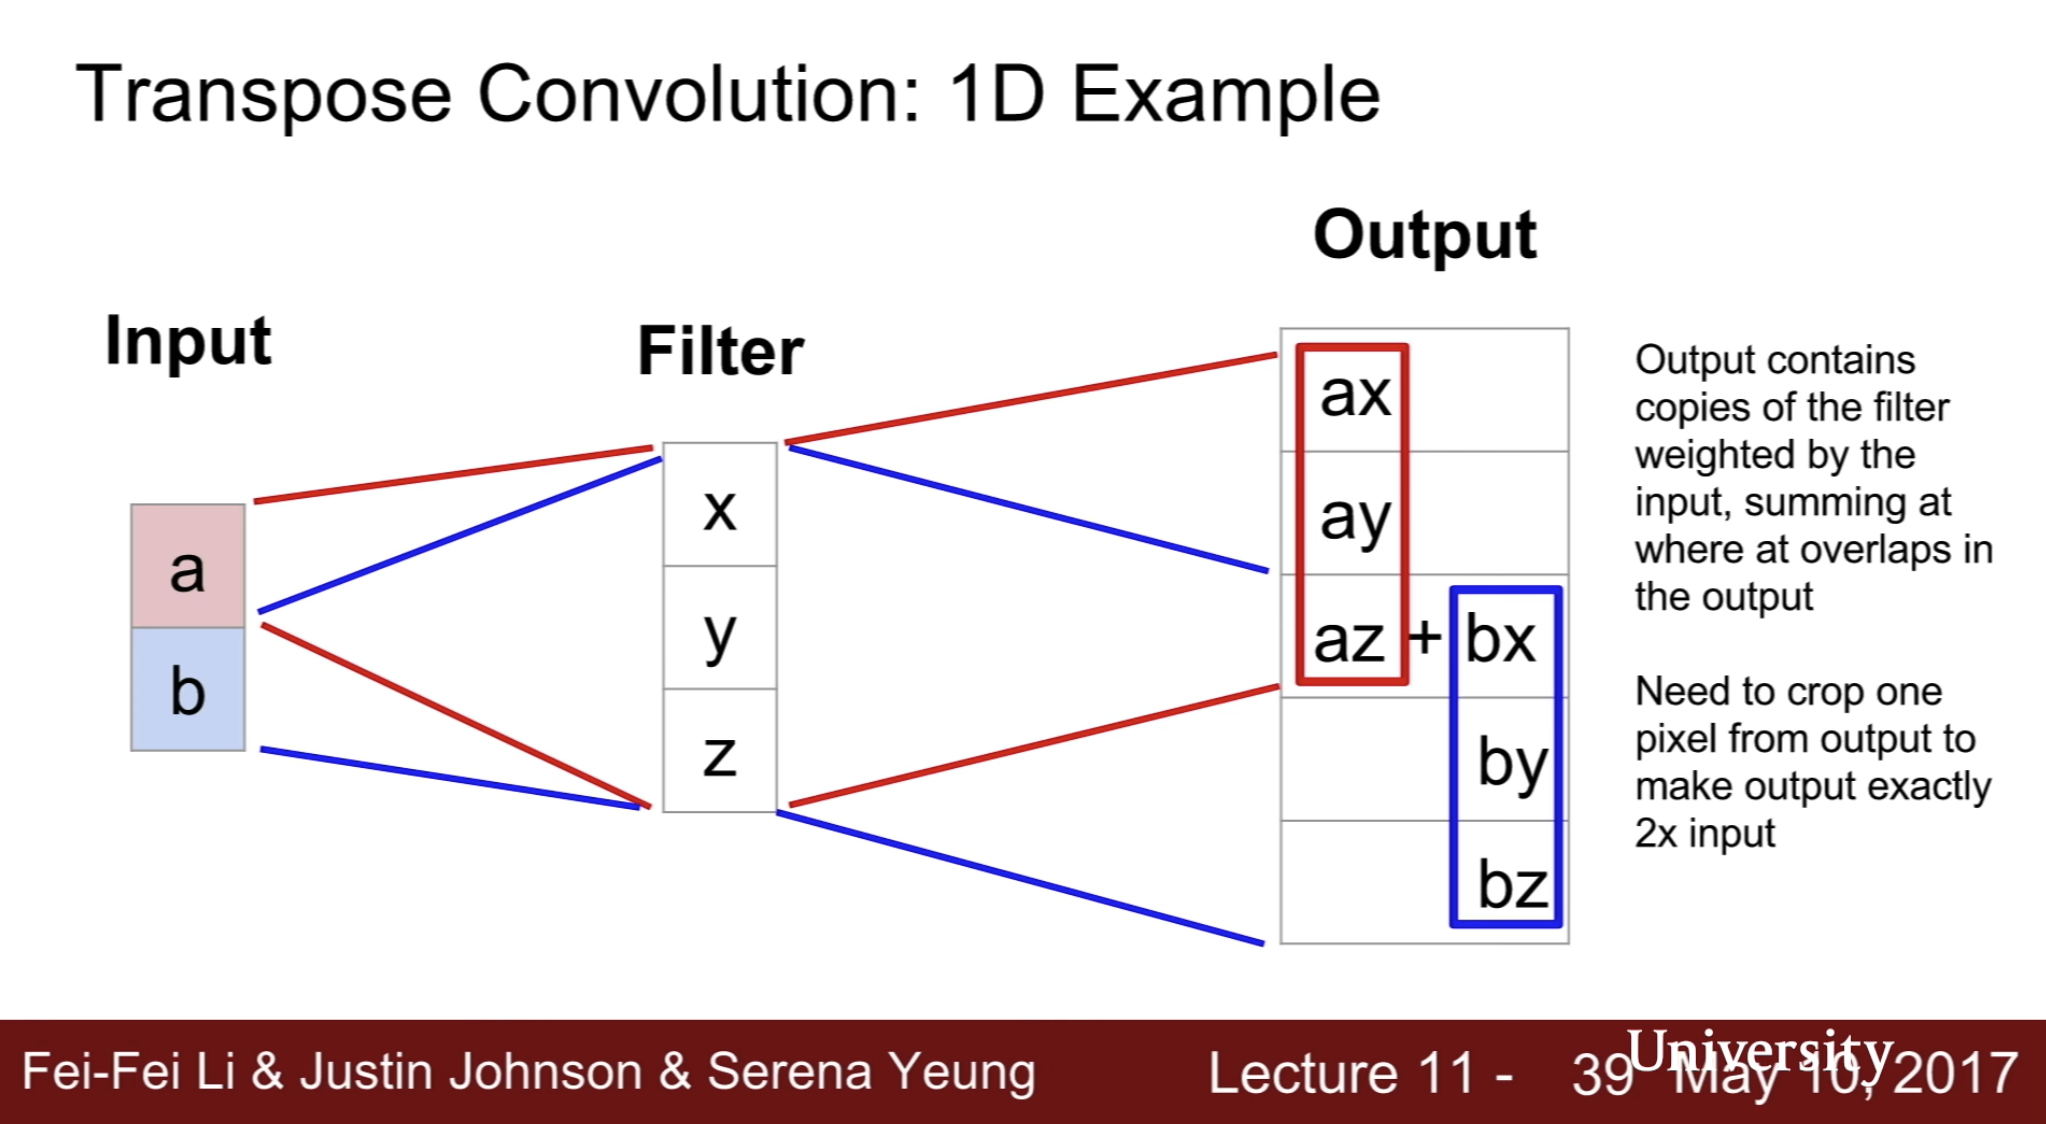 Transpose Convolution: 1D Example
Input
a
b
Filter
x
y
z
Output
ax
ay
az + bx
by
bz
Output contains
copies of the filter
weighted by the
input, summing at
where at overlaps in
the output
Need to crop one
pixel from output to
make output exactly
2x input
Fei-Fei Li & Justin Johnson & Serena Yeung
Lecture 11 - 39
University
May 10, 2017